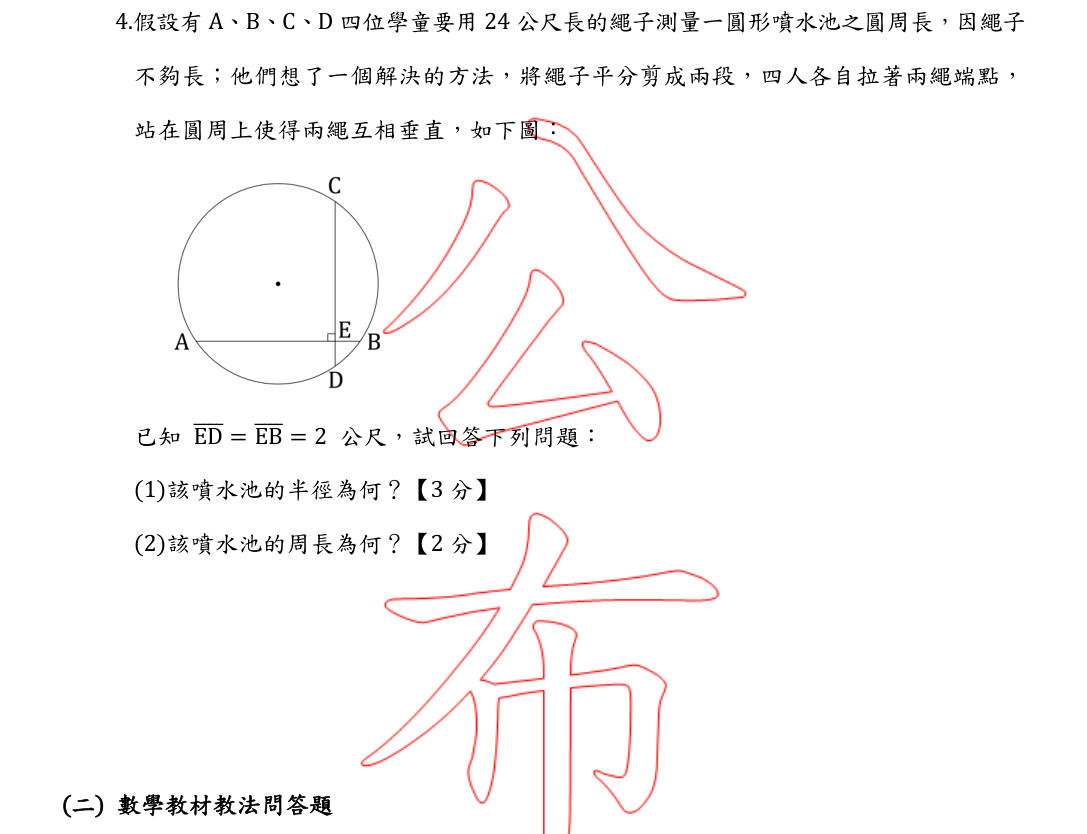 4.假設有 A、B、C、D 四位學童要用 24 公尺長的繩子測量一圓形噴水池之圓周長，因繩子
不夠長；他們想了一個解決的方法，將繩子平分剪成兩段，四人各自拉著兩繩端點，
站在圓周上使得兩繩互相垂直，如下圖：
C
A
E
B
D
已知 E̅D̅ = E̅B̅ = 2 公尺，試回答下列問題：
(1)該噴水池的半徑為何？【3 分】
(2)該噴水池的周長為何？【2 分】
公
布
(二) 數學教材教法問答題